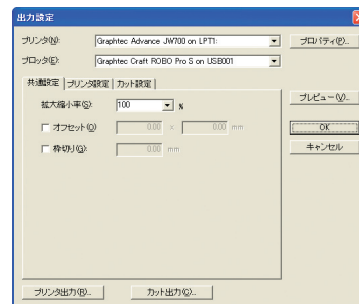 出力設定
プリンタ(N): Graphtec Advance JW700 on LPT1: プロパティ(P)...
プロッタ(E): Graphtec Craft ROBO Pro S on USB001
共通設定 プリンタ設定 カット設定
拡大縮小率(S): 100 % プレビュー(V)...
オフセット(O) 0.00 × 0.00 mm OK
枠切り(G): 0.00 mm キャンセル
プリンタ出力(R)... カット出力(C)...